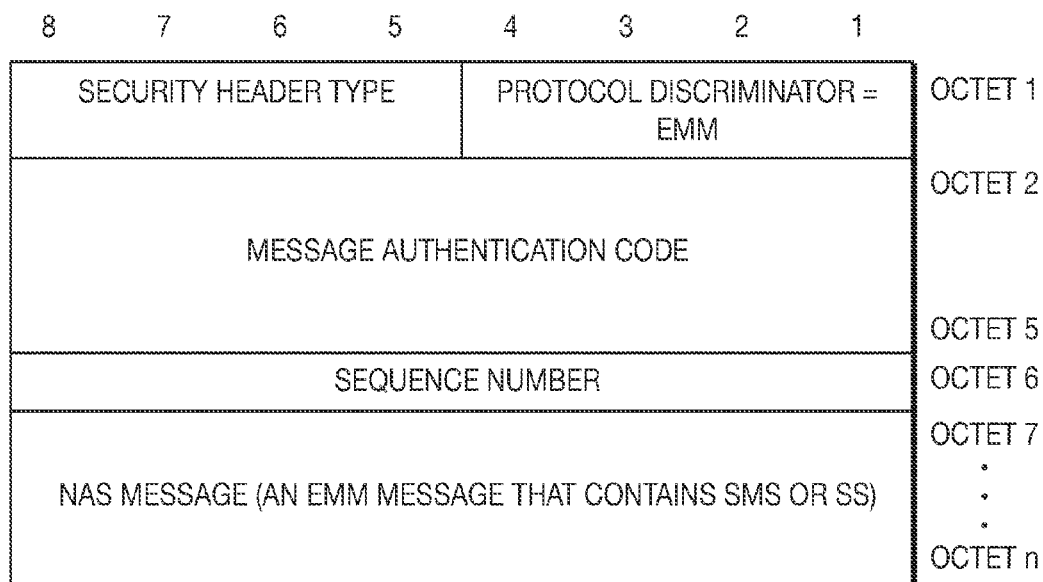 8 7 6 5 4 3 2 1
SECURITY HEADER TYPE
PROTOCOL DISCRIMINATOR =
EMM
OCTET 1
OCTET 2
MESSAGE AUTHENTICATION CODE
OCTET 5
SEQUENCE NUMBER
OCTET 6
OCTET 7
NAS MESSAGE (AN EMM MESSAGE THAT CONTAINS SMS OR SS)
OCTET n